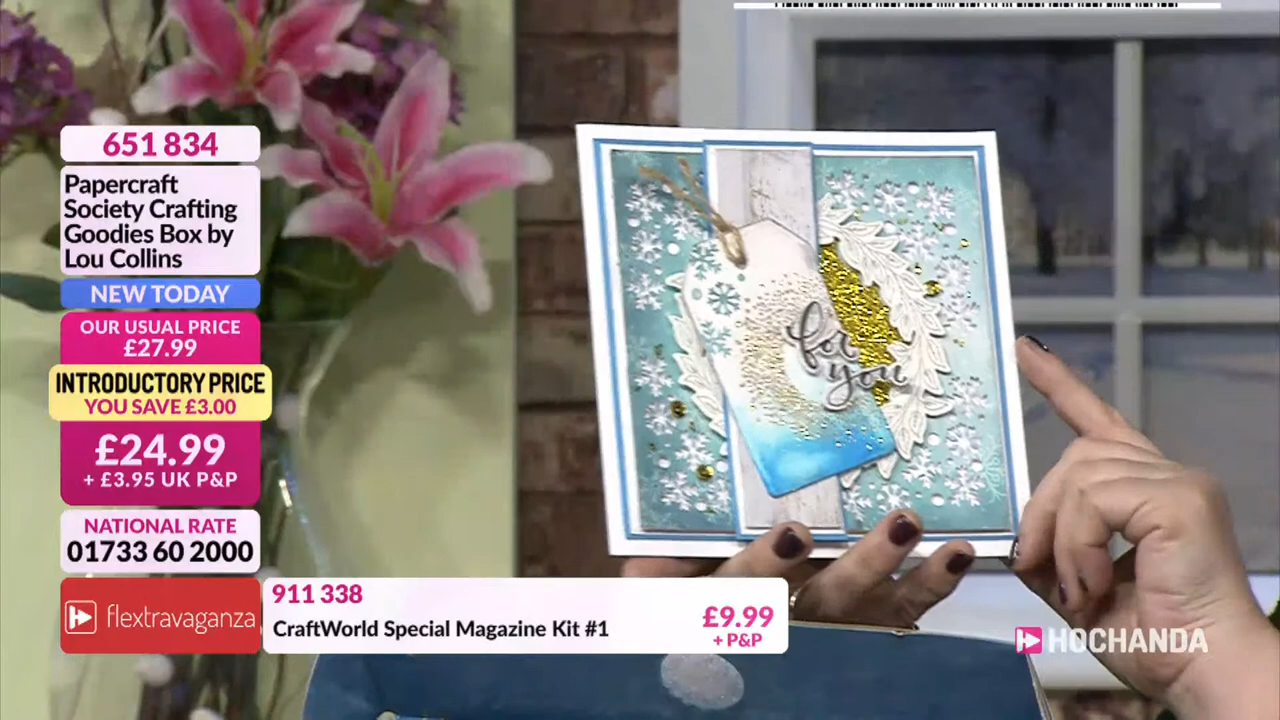 651 834
Papercraft
Society Crafting
Goodies Box by
Lou Collins
NEW TODAY
OUR USUAL PRICE
£27.99
INTRODUCTORY PRICE
YOU SAVE £3.00
£24.99
+ £3.95 UK P&P
NATIONAL RATE
01733 60 2000
flextravaganza
911 338
CraftWorld Special Magazine Kit #1
£9.99
+ P&P
for
you
HOCHANDA